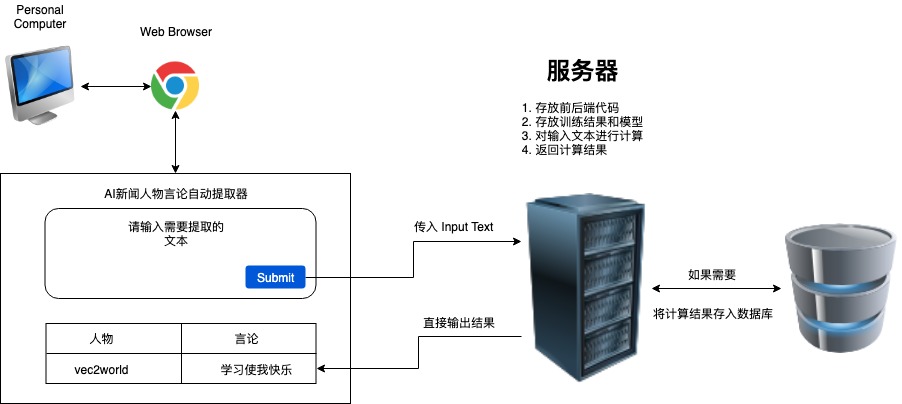 Personal
Computer
Web Browser
服务器
1. 存放前后端代码
2. 存放训练结果和模型
3. 对输入文本进行计算
4. 返回计算结果
AI新闻人物言论自动提取器
请输入需要提取的
文本
Submit
传入 Input Text
如果需要
将计算结果存入数据库
直接输出结果
人物
言论
vec2world
学习使我快乐